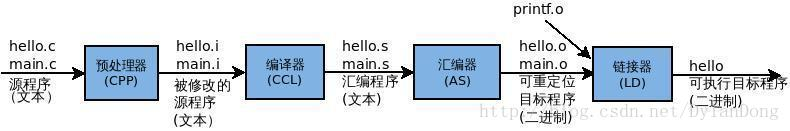 printf.o
hello.c
main.c
源程序
（文本）
预处理器
(CPP)
hello.i
main.i
被修改的
源程序
(文本）
编译器
(CCL)
hello.s
main.s
汇编程序
(文本)
汇编器
(AS)
hello.o
main.o
可重定位
目标程序
(二进制)
链接器
(LD)
hello
可执行目标程序
(二进制)
http://blog.csdn.net/DylanDong